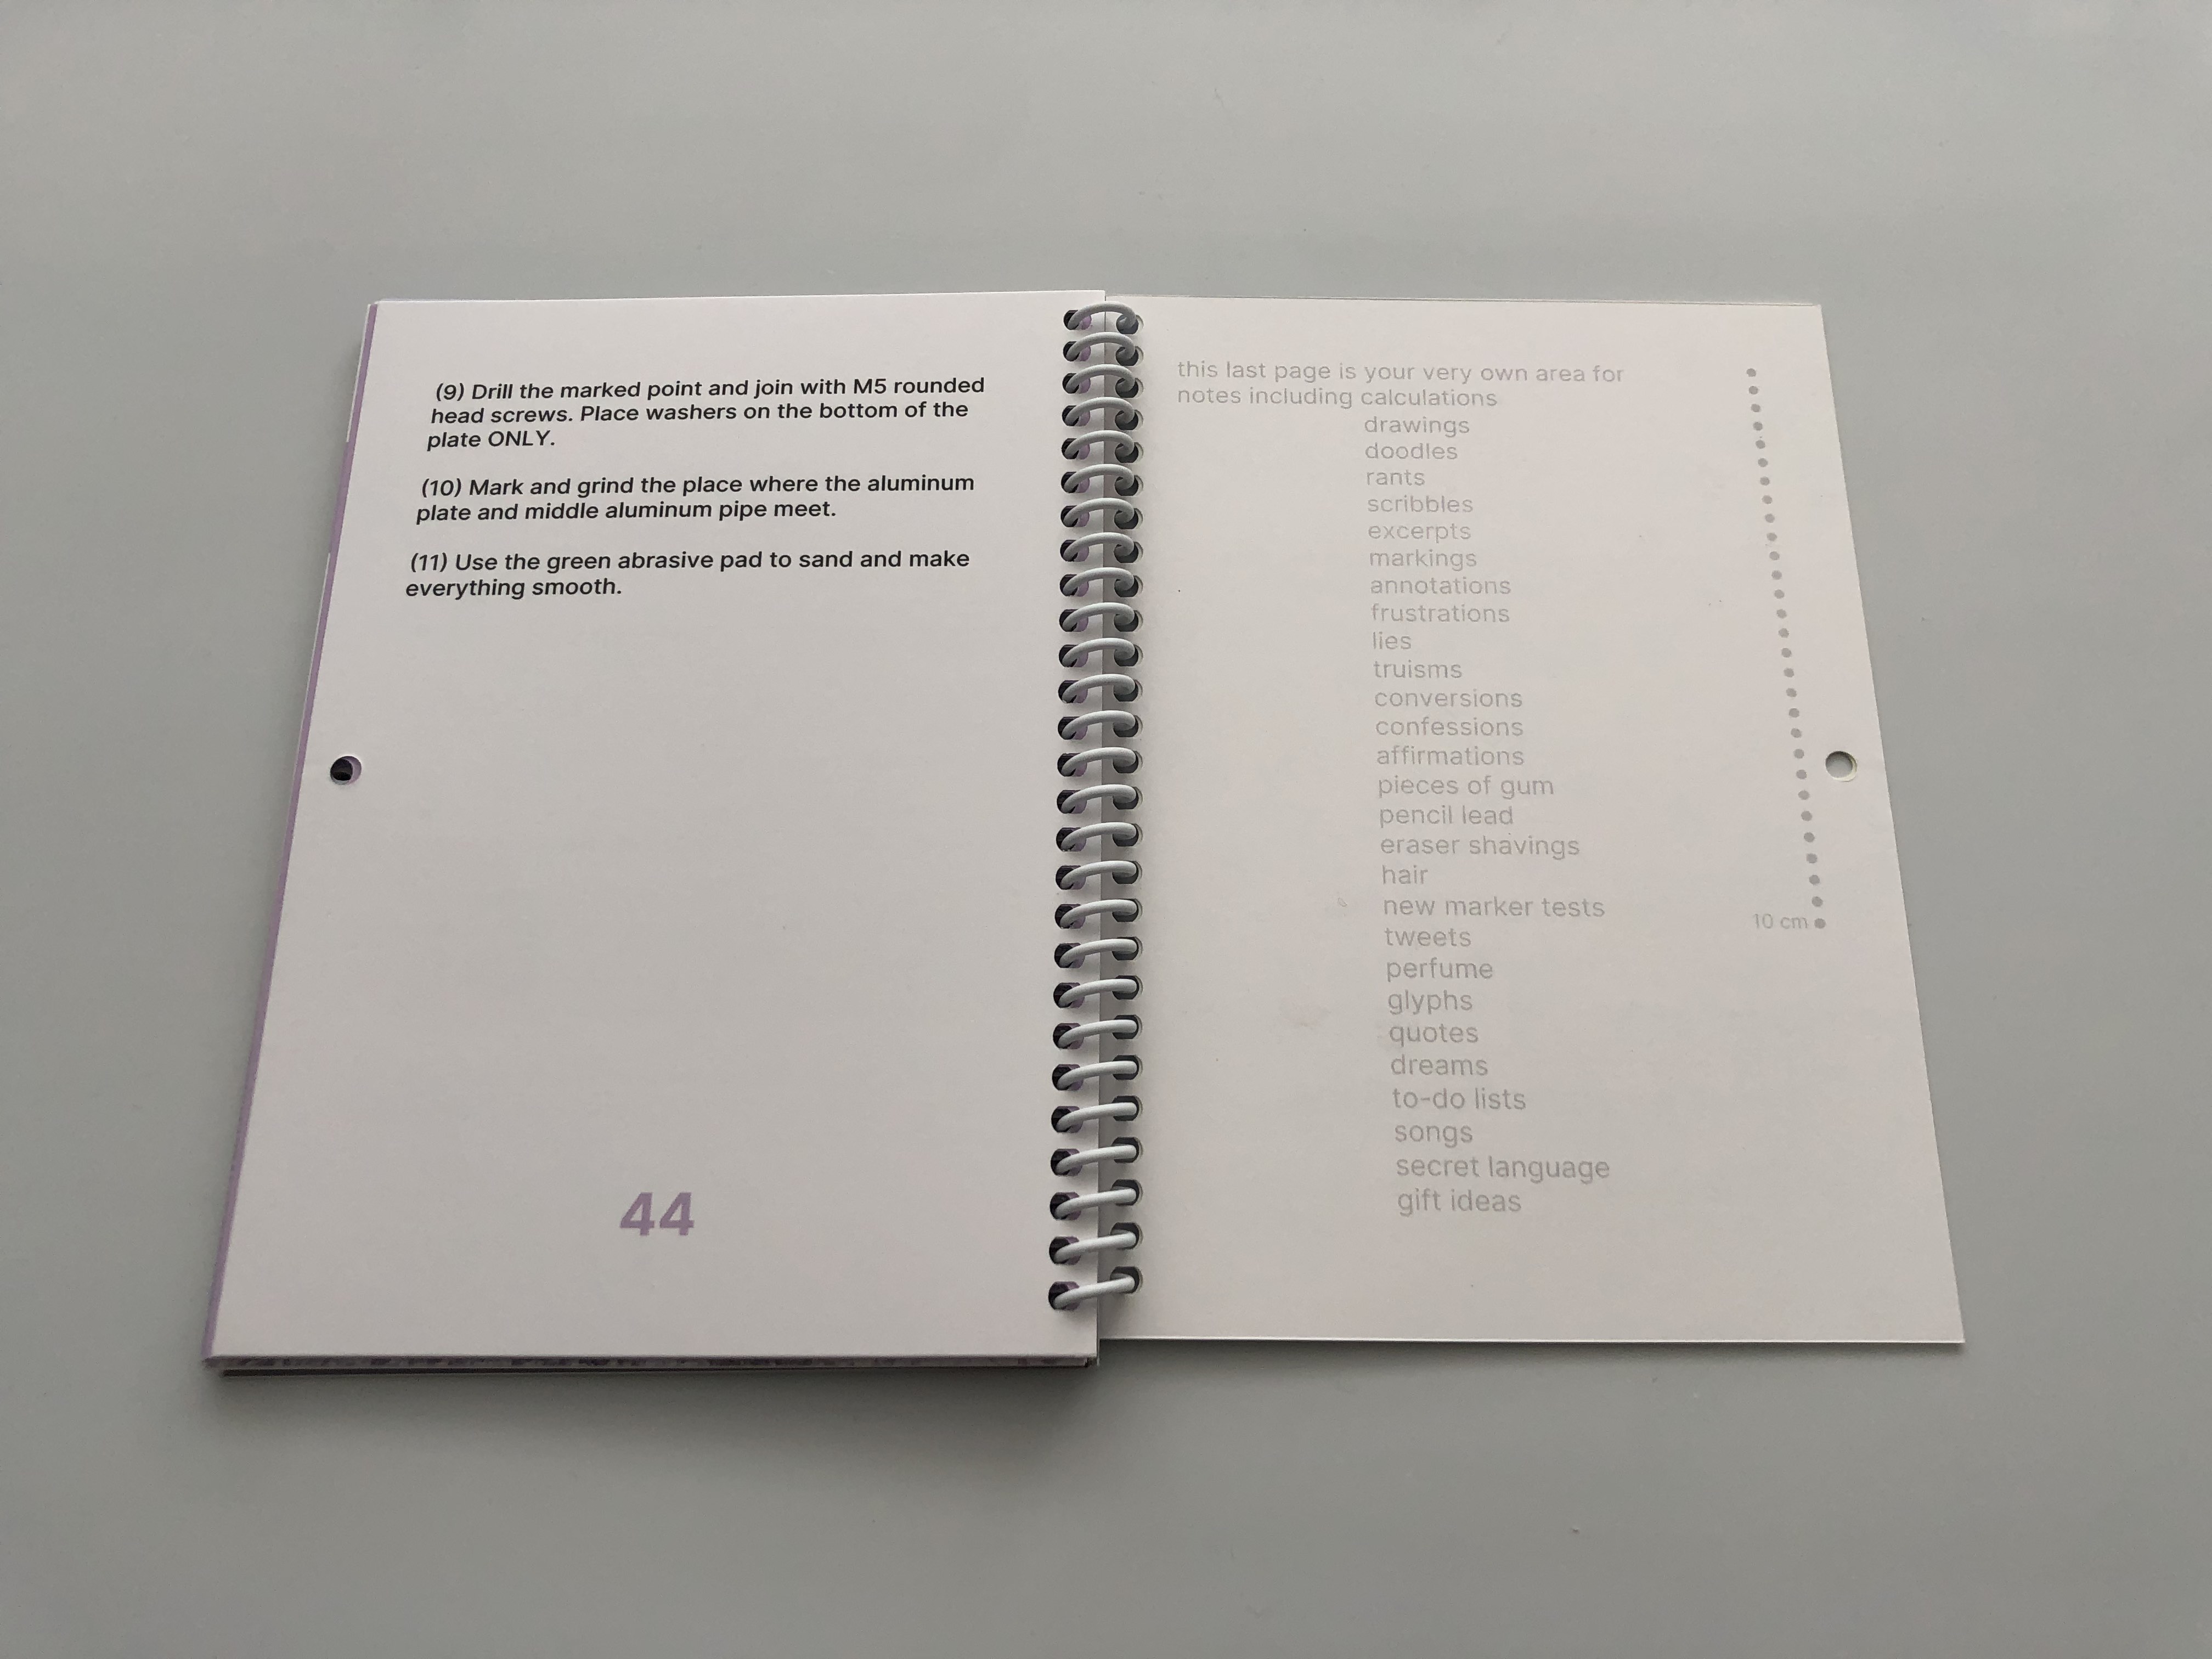 (9) Drill the marked point and join with M5 rounded
head screws. Place washers on the bottom of the
plate ONLY.
(10) Mark and grind the place where the aluminum
plate and middle aluminum pipe meet.
(11) Use the green abrasive pad to sand and make
everything smooth.
44
this last page is your very own area for
notes including calculations
drawings
doodles
rants
scribbles
excerpts
markings
annotations
frustrations
lies
truisms
conversions
confessions
affirmations
pieces of gum
pencil lead
eraser shavings
hair
new marker tests
tweets
perfume
glyphs
quotes
dreams
to-do lists
songs
secret language
gift ideas
10 cm